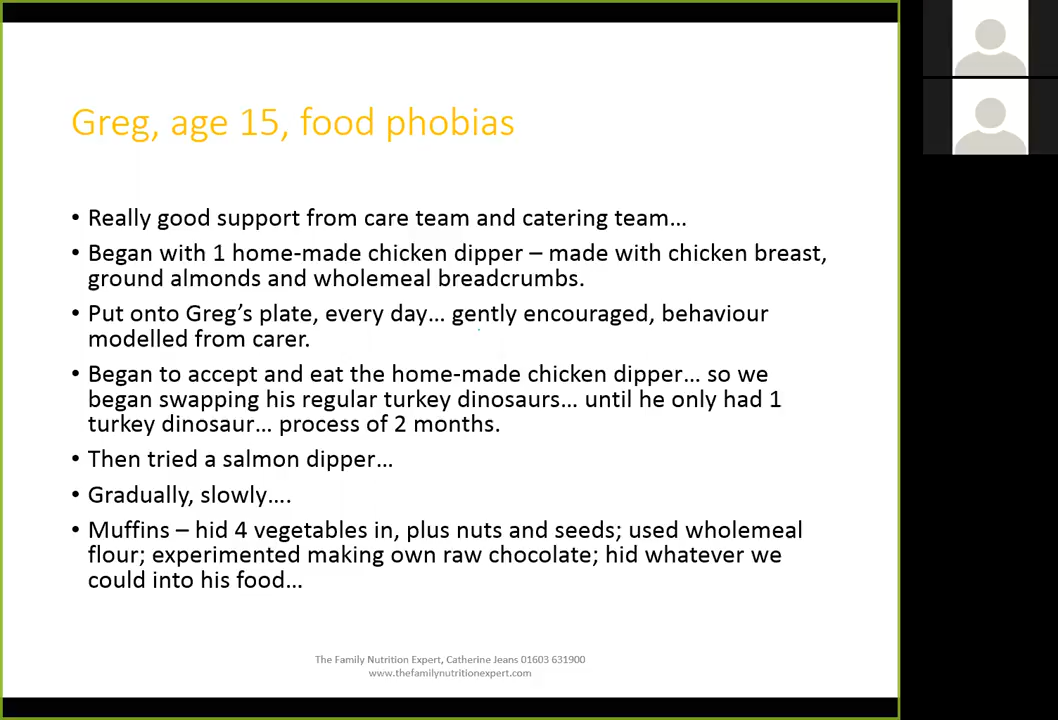 Greg, age 15, food phobias
• Really good support from care team and catering team…
• Began with 1 home-made chicken dipper – made with chicken breast,
ground almonds and wholemeal breadcrumbs.
• Put onto Greg’s plate, every day… gently encouraged, behaviour
modelled from carer.
• Began to accept and eat the home-made chicken dipper… so we
began swapping his regular turkey dinosaurs… until he only had 1
turkey dinosaur… process of 2 months.
• Then tried a salmon dipper…
• Gradually, slowly….
• Muffins – hid 4 vegetables in, plus nuts and seeds; used wholemeal
flour; experimented making own raw chocolate; hid whatever we
could into his food…
The Family Nutrition Expert, Catherine Jeans 01603 631900
www.thefamilynutritionexpert.com